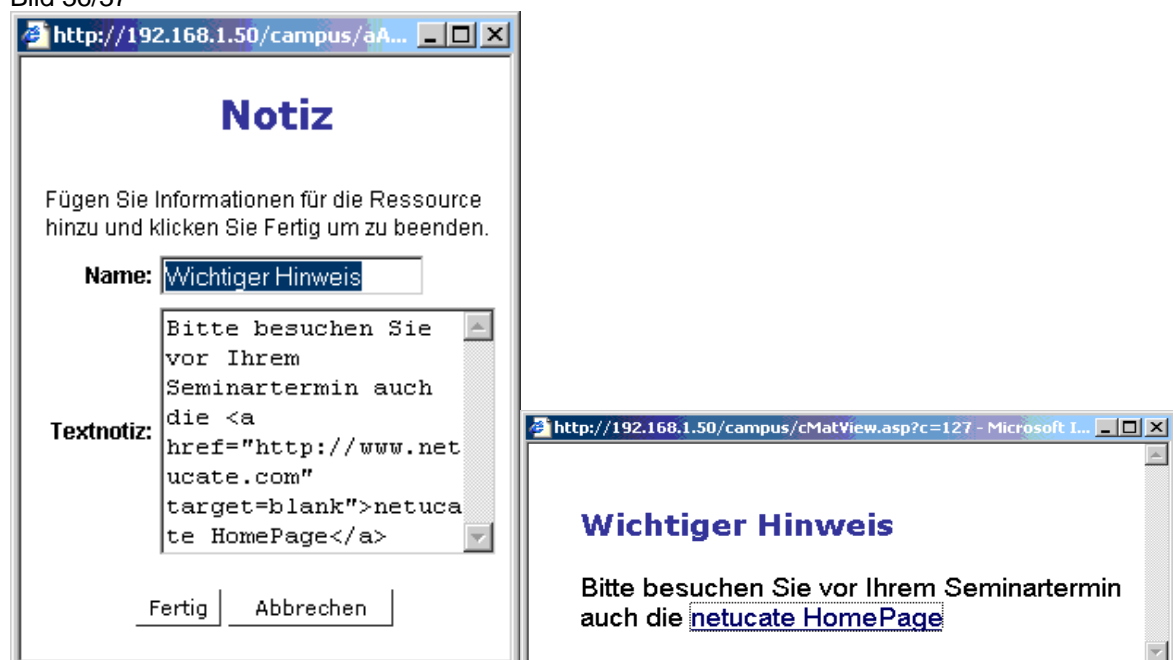 Bild 36/37
http://192.168.1.50/campus/aA...
Notiz
Fügen Sie Informationen für die Ressource
hinzu und klicken Sie Fertig um zu beenden.
Name: Wichtiger Hinweis
Textnotiz:
Bitte besuchen Sie
vor Ihrem
Seminartermin auch
die <a
href="http://www.net
ucate.com"
target=blank">netuca
te HomePage</a>
Fertig Abbrechen
http://192.168.1.50/campus/cMatView.asp?c=127 - Microsoft I...
Wichtiger Hinweis
Bitte besuchen Sie vor Ihrem Seminartermin
auch die netucate HomePage